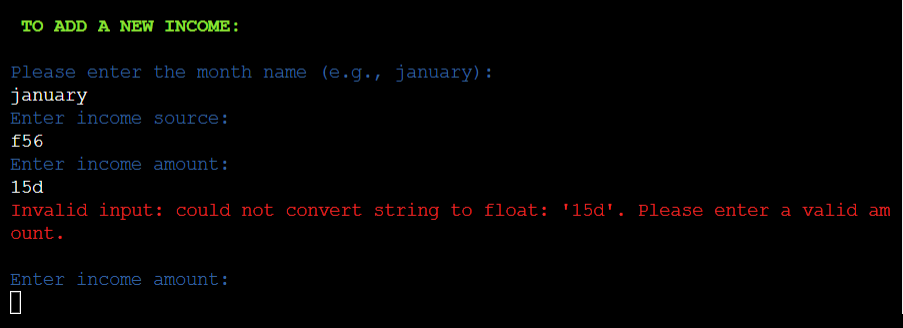 TO ADD A NEW INCOME:
Please enter the month name (e.g., january):
january
Enter income source:
f56
Enter income amount:
15d
Invalid input: could not convert string to float: '15d'. Please enter a valid am
ount.
Enter income amount: